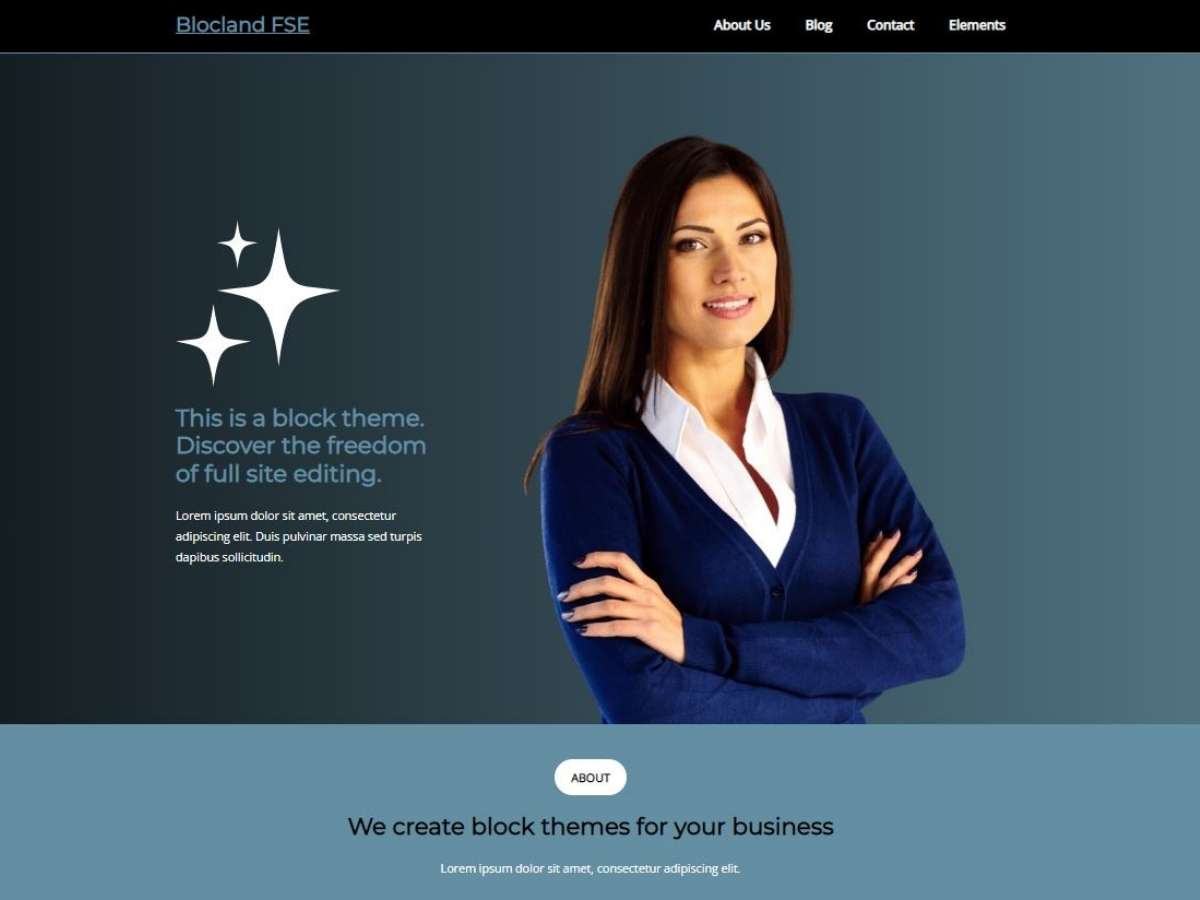 Blocland FSE
About Us Blog Contact Elements
This is a block theme.
Discover the freedom
of full site editing.
Lorem ipsum dolor sit amet, consectetur
adipiscing elit. Duis pulvinar massa sed turpis
dapibus sollicitudin.
ABOUT
We create block themes for your business
Lorem ipsum dolor sit amet, consectetur adipiscing elit.